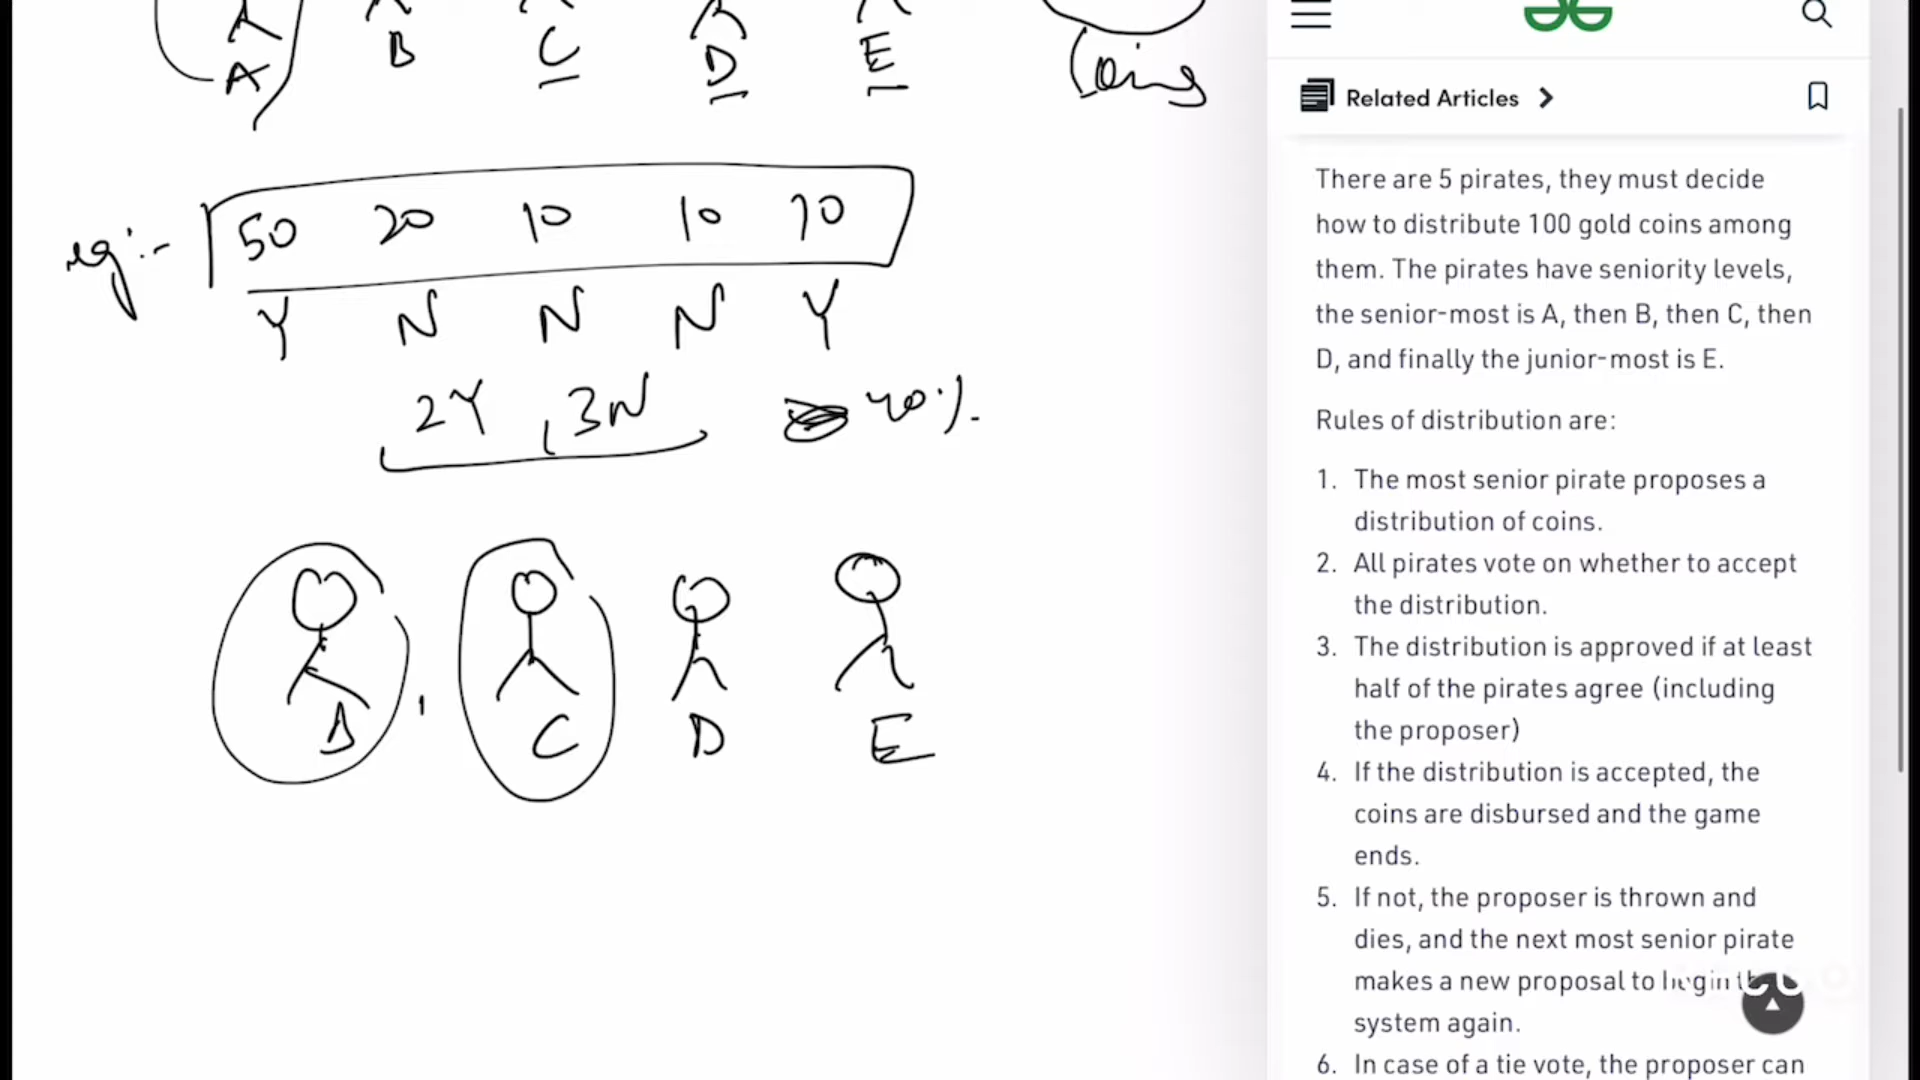 A B C D E Coins
eg:- 50 20 10 10 10
Y N N N Y
2Y, 3N 40%.
C D E
Related Articles
There are 5 pirates, they must decide
how to distribute 100 gold coins among
them. The pirates have seniority levels,
the senior-most is A, then B, then C, then
D, and finally the junior-most is E.
Rules of distribution are:
1. The most senior pirate proposes a
distribution of coins.
2. All pirates vote on whether to accept
the distribution.
3. The distribution is approved if at least
half of the pirates agree (including
the proposer)
4. If the distribution is accepted, the
coins are disbursed and the game
ends.
5. If not, the proposer is thrown and
dies, and the next most senior pirate
makes a new proposal to begin
system again.
6. In case of a tie vote, the proposer can